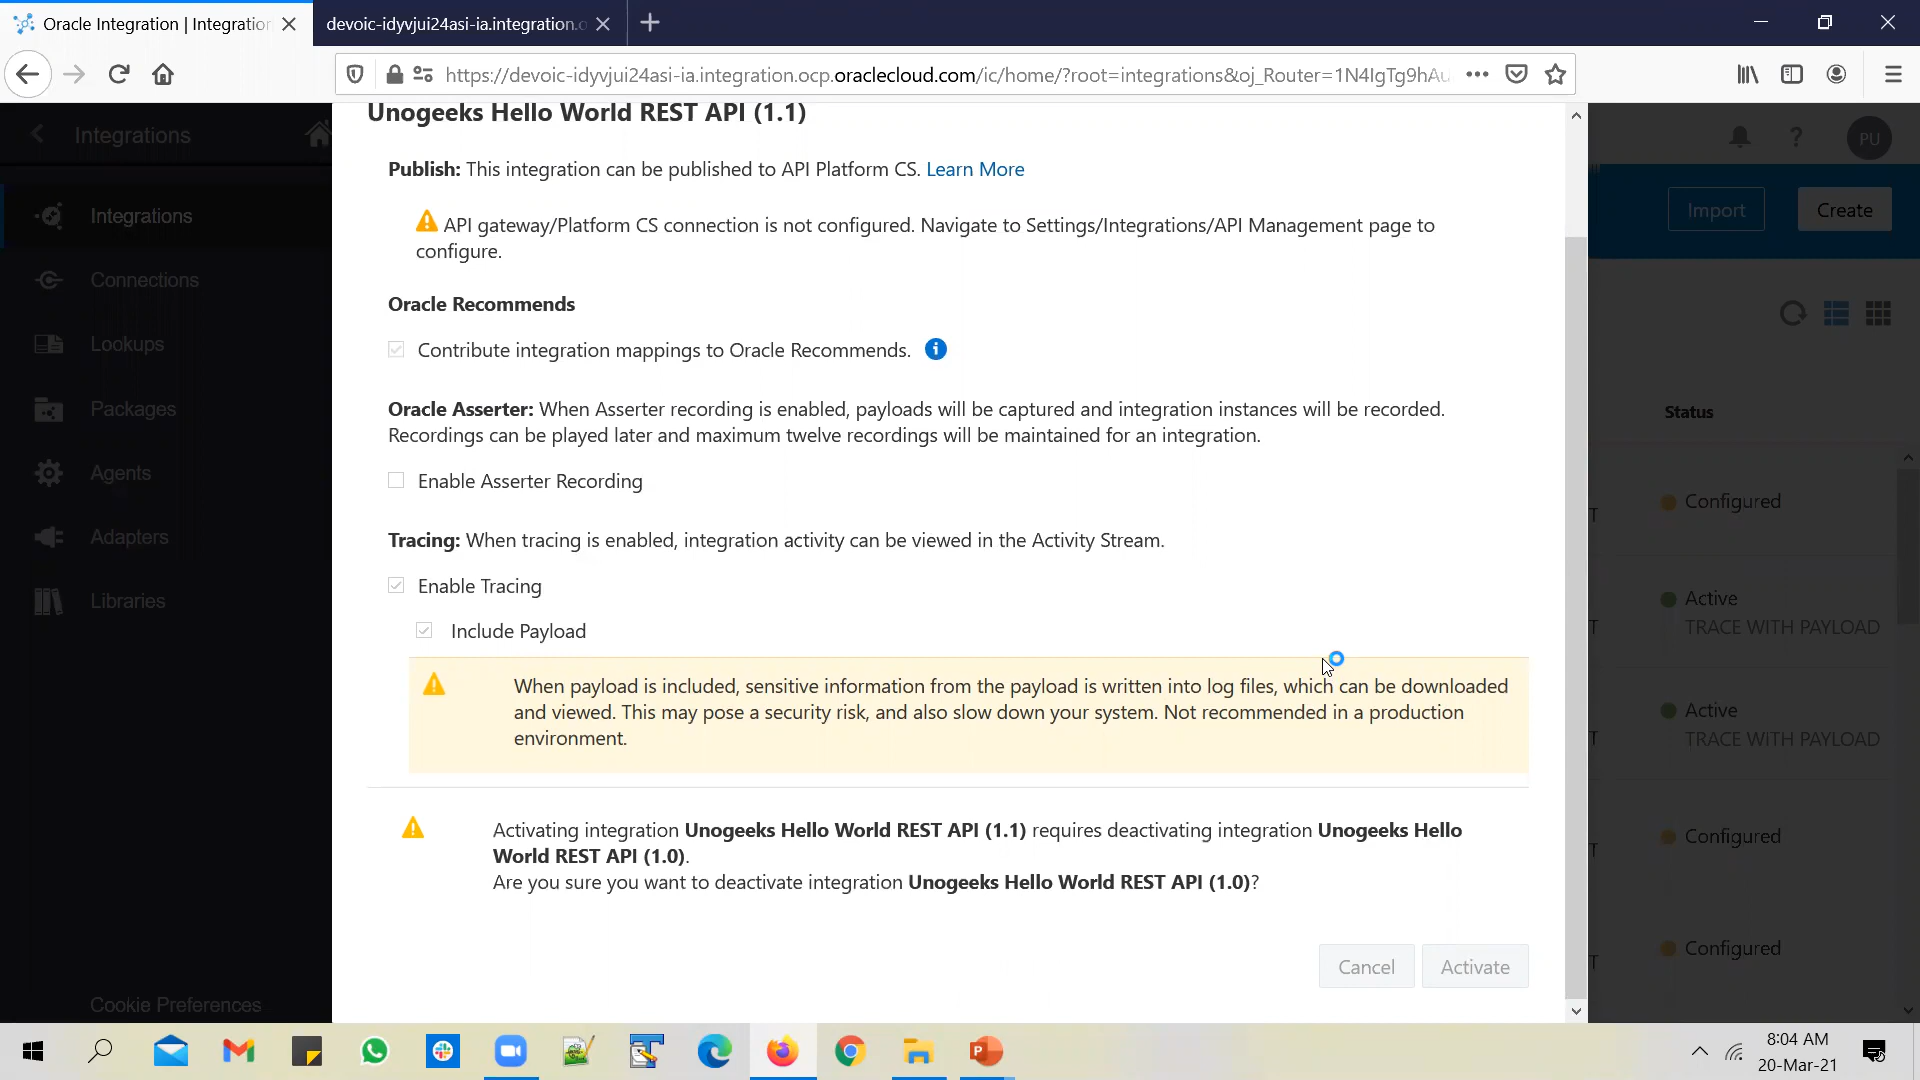 Oracle Integration | Integration
devoic-idyvjui24asi-ia.integration.o
https://devoic-idyvjui24asi-ia.integration.ocp.oraclecloud.com/ic/home/?root=integrations&oj_Router=1N4IgTg9hAu
Integrations
PU
Import
Create
Integrations
Connections
Lookups
Packages
Agents
Adapters
Libraries
Cookie Preferences
Unogeeks Hello World REST API (1.1)
Publish: This integration can be published to API Platform CS. Learn More
API gateway/Platform CS connection is not configured. Navigate to Settings/Integrations/API Management page to
configure.
Oracle Recommends
Contribute integration mappings to Oracle Recommends.
Oracle Asserter: When Asserter recording is enabled, payloads will be captured and integration instances will be recorded.
Recordings can be played later and maximum twelve recordings will be maintained for an integration.
Enable Asserter Recording
Tracing: When tracing is enabled, integration activity can be viewed in the Activity Stream.
Enable Tracing
Include Payload
When payload is included, sensitive information from the payload is written into log files, which can be downloaded
and viewed. This may pose a security risk, and also slow down your system. Not recommended in a production
environment.
Activating integration Unogeeks Hello World REST API (1.1) requires deactivating integration Unogeeks Hello
World REST API (1.0).
Are you sure you want to deactivate integration Unogeeks Hello World REST API (1.0)?
Cancel
Activate
Status
Configured
Active
TRACE WITH PAYLOAD
Active
TRACE WITH PAYLOAD
Configured
Configured
8:04 AM
20-Mar-21